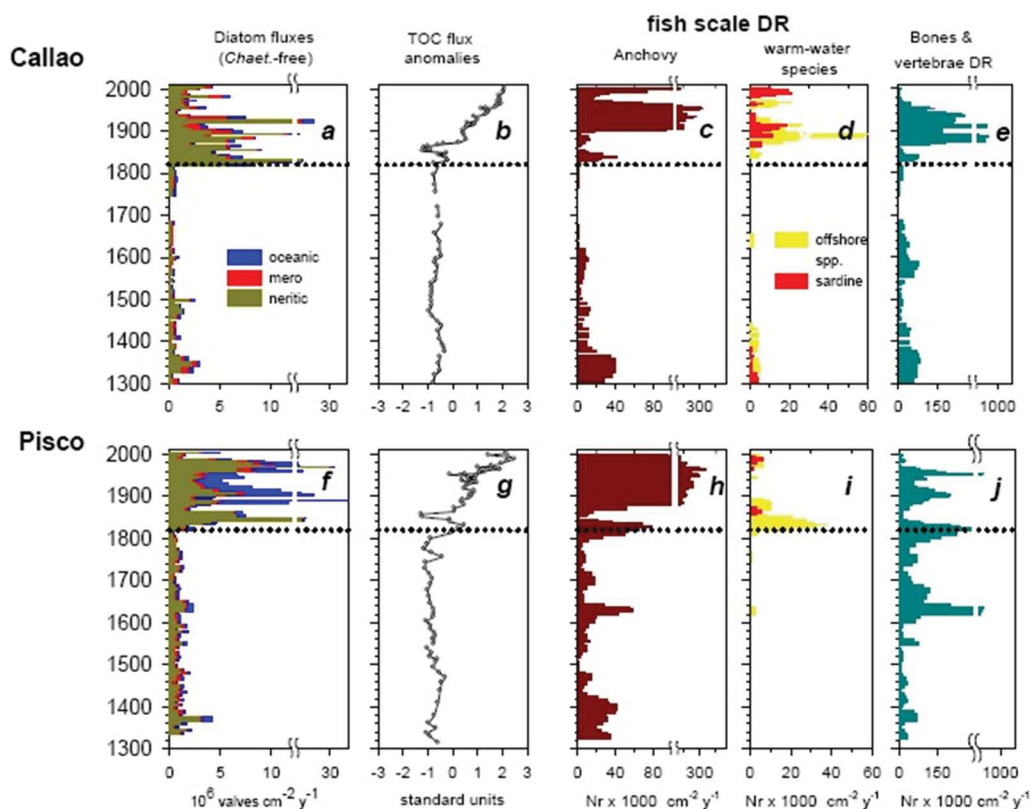 fish scale DR
Callao
Diatom fluxes
(Chaet.-free)
TOC flux
anomalies
Anchovy
warm-water
species
Bones &
vertebrae DR
2000
1900
1800
1700
1600
1500
1400
1300
a
b
c
d
e
oceanic
mero
neritic
offshore
spp.
sardine
0 5 10 30
-3 -2 -1 0 1 2 3
0 40 80 300
0 20 40 60
0 150 1000
Pisco
2000
1900
1800
1700
1600
1500
1400
1300
f
g
h
i
j
0 5 10 30
-3 -2 -1 0 1 2 3
0 40 80 300
0 20 40 60
0 150 1000
10⁶ valves cm⁻² y⁻¹
standard units
Nr x 1000 cm⁻² y⁻¹
Nr x 1000 cm⁻² y⁻¹